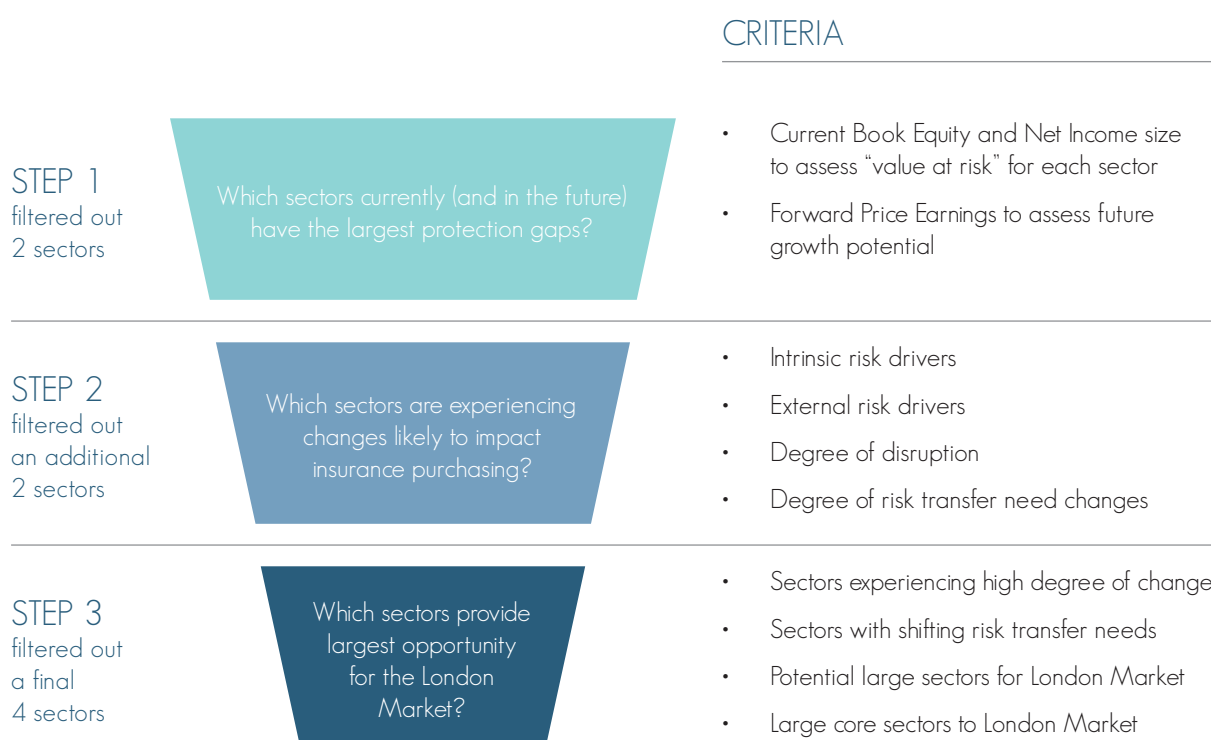 CRITERIA
STEP 1
filtered out
2 sectors
Which sectors currently (and in the future)
have the largest protection gaps?
• Current Book Equity and Net Income size
to assess “value at risk” for each sector
• Forward Price Earnings to assess future
growth potential
STEP 2
filtered out
an additional
2 sectors
Which sectors are experiencing
changes likely to impact
insurance purchasing?
• Intrinsic risk drivers
• External risk drivers
• Degree of disruption
• Degree of risk transfer need changes
STEP 3
filtered out
a final
4 sectors
Which sectors provide
largest opportunity
for the London
Market?
• Sectors experiencing high degree of change
• Sectors with shifting risk transfer needs
• Potential large sectors for London Market
• Large core sectors to London Market